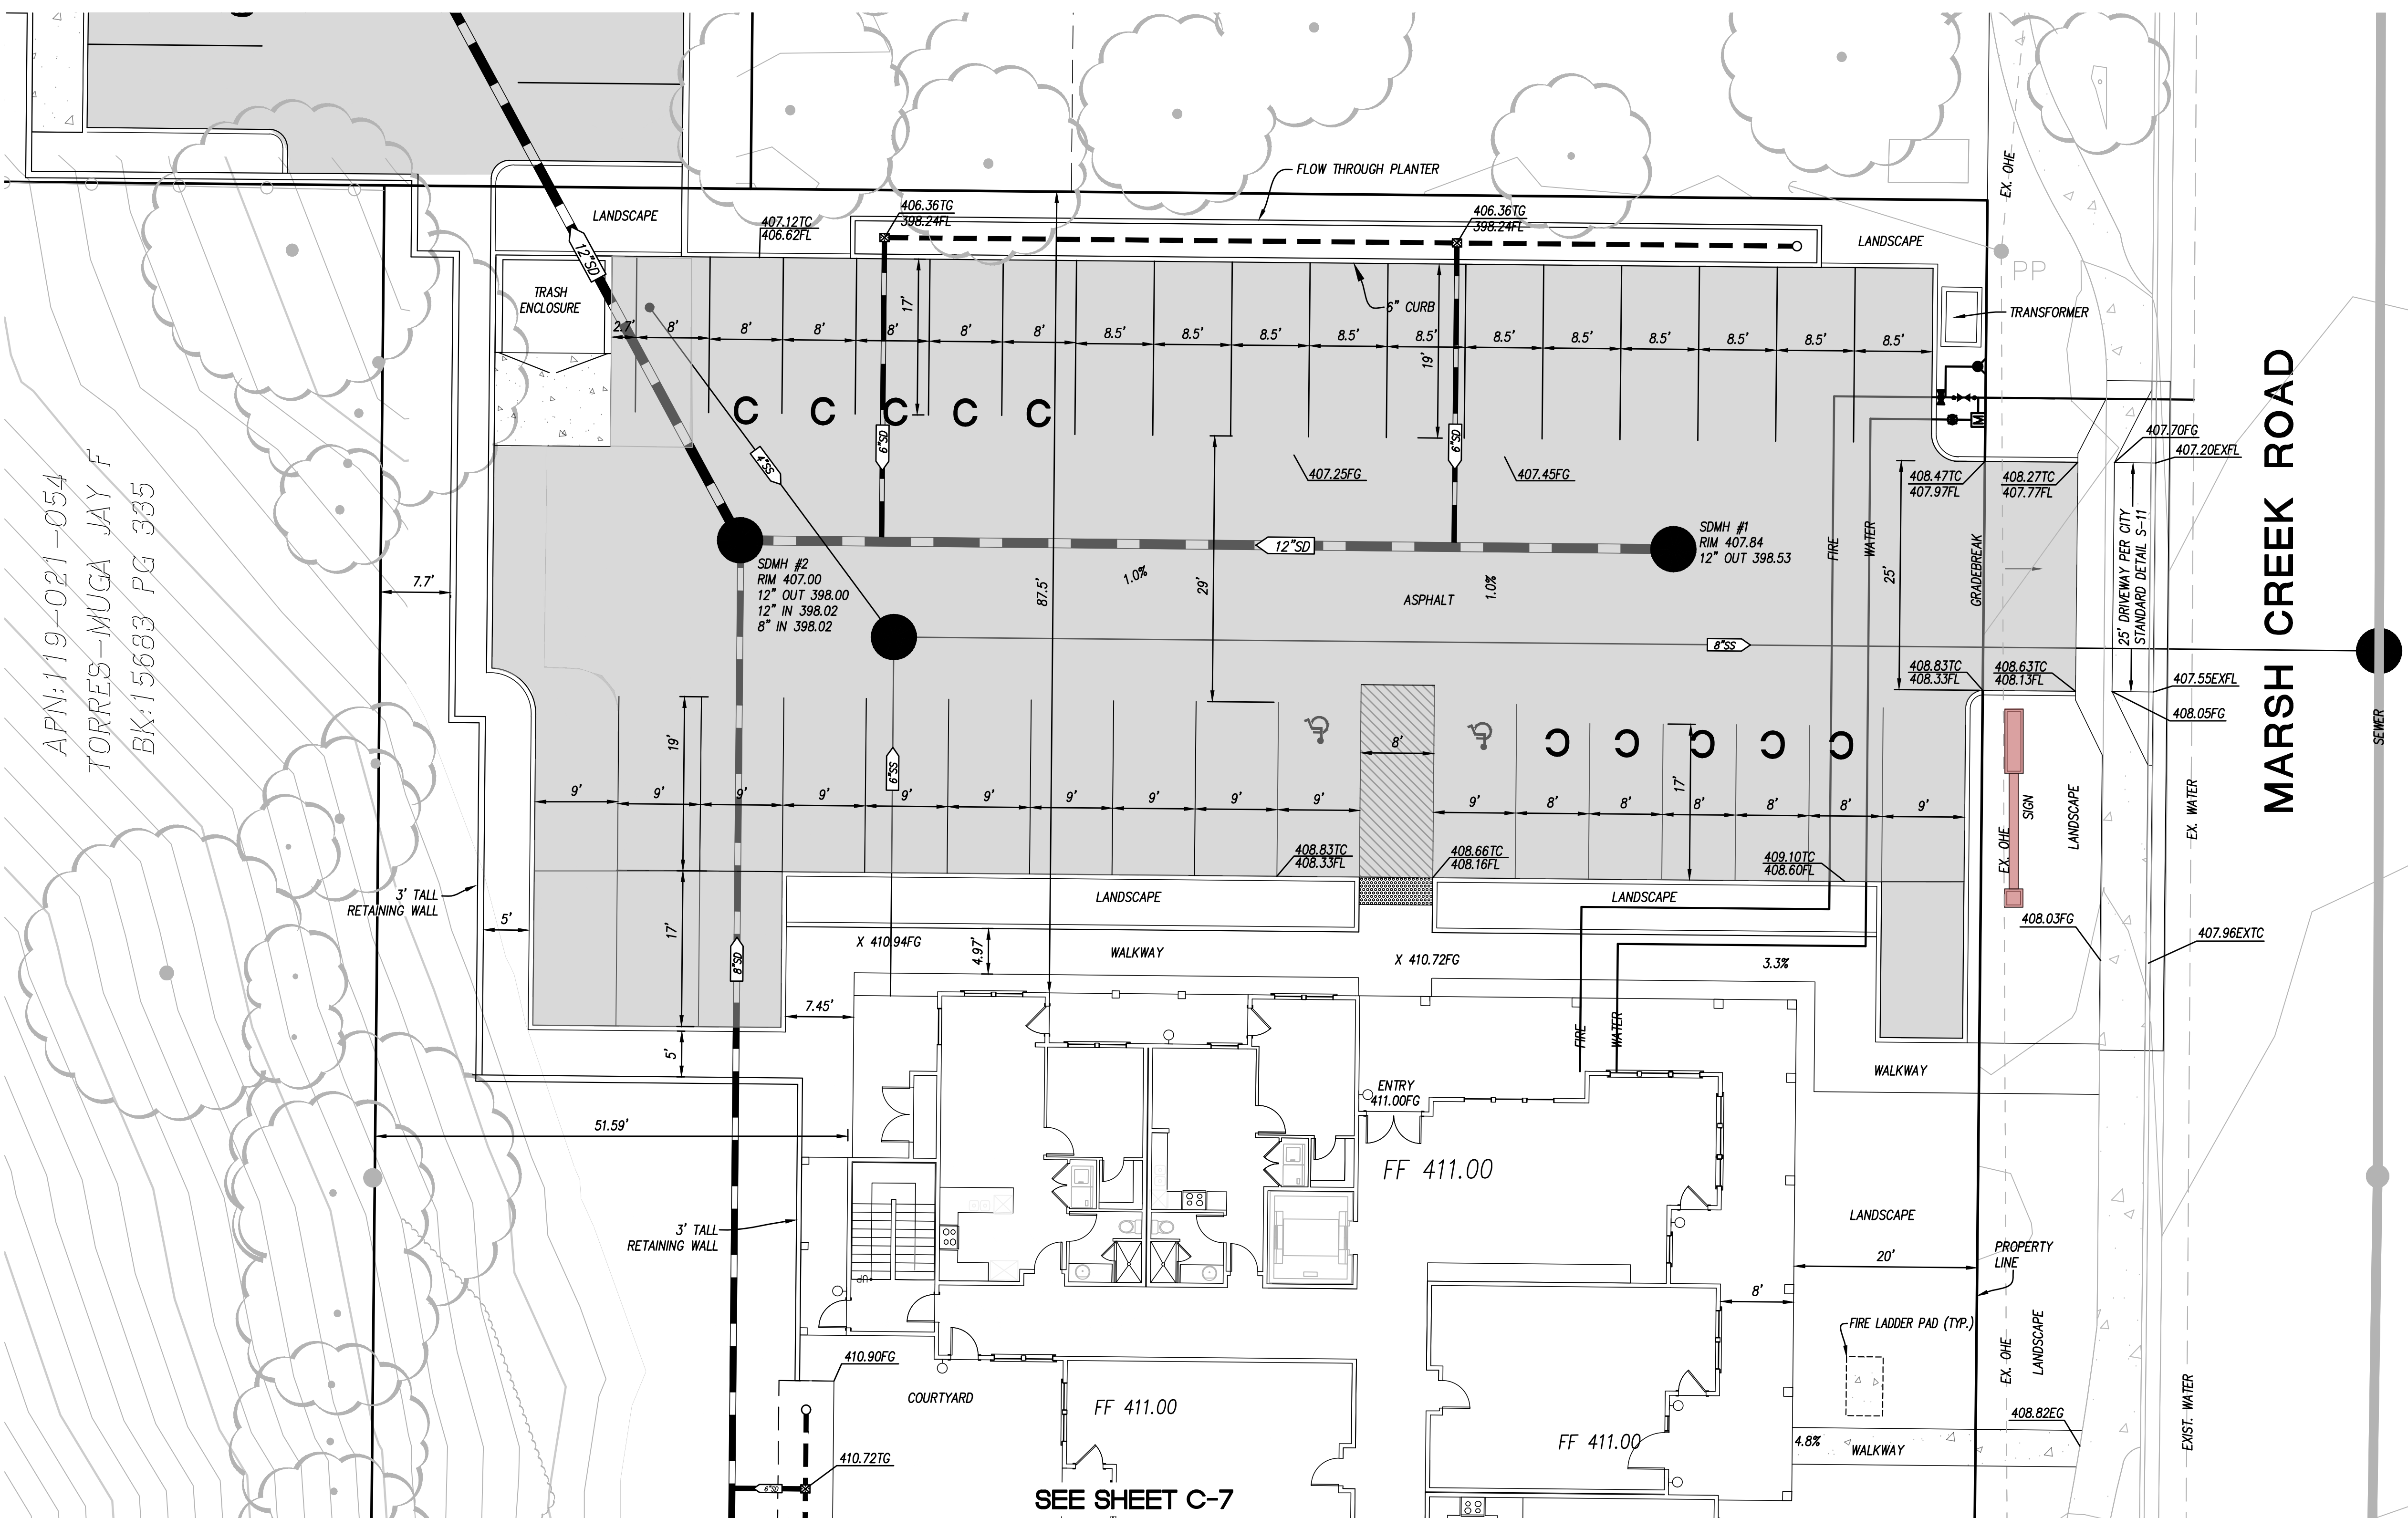 FLOW THROUGH PLANTER
EX. OHE
LANDSCAPE
407.12TC
406.62FL
406.36TG
398.24FL
406.36TG
398.24FL
LANDSCAPE
PP
12"SD
TRASH
ENCLOSURE
17'
6" CURB
TRANSFORMER
2.7'
8'
8'
8'
8'
8'
8'
8.5'
8.5'
8.5'
8.5'
8.5'
8.5'
8.5'
8.5'
8.5'
8.5'
8.5'
19'
C
C
C
C
C
M
4"SS
6"SD
6"SD
407.25FG
407.45FG
407.70FG
407.20EXFL
408.47TC
407.97FL
408.27TC
407.77FL
MARSH CREEK ROAD
APN:119-021-054
TORRES-MUGA JAY F
BK:15683 PG 335
SDMH #1
RIM 407.84
12" OUT 398.53
12"SD
FIRE
WATER
25'
GRADEBREAK
25' DRIVEWAY PER CITY
STANDARD DETAIL S-11
SDMH #2
RIM 407.00
12" OUT 398.00
12" IN 398.02
8" IN 398.02
7.7'
87.5'
1.0%
29'
1.0%
ASPHALT
8"SS
408.83TC
408.33FL
408.63TC
408.13FL
407.55EXFL
408.05FG
SEWER
19'
6"SS
8'
C
C
C
C
C
17'
9'
9'
9'
9'
9'
9'
9'
9'
9'
9'
9'
8'
8'
8'
8'
8'
9'
EX. OHE
SIGN
LANDSCAPE
EX. WATER
408.83TC
408.33FL
408.66TC
408.16FL
409.10TC
408.60FL
3' TALL
RETAINING WALL
5'
17'
8"SD
LANDSCAPE
LANDSCAPE
X 410.94FG
4.97'
WALKWAY
X 410.72FG
3.3%
408.03FG
407.96EXTC
7.45'
5'
FIRE
WATER
WALKWAY
ENTRY
411.00FG
51.59'
FF 411.00
3' TALL
RETAINING WALL
UP
LANDSCAPE
PROPERTY
LINE
20'
8'
FIRE LADDER PAD (TYP.)
EX. OHE
LANDSCAPE
EXIST. WATER
410.90FG
COURTYARD
FF 411.00
FF 411.00
4.8%
WALKWAY
408.82EG
410.72TG
6"SD
SEE SHEET C-7